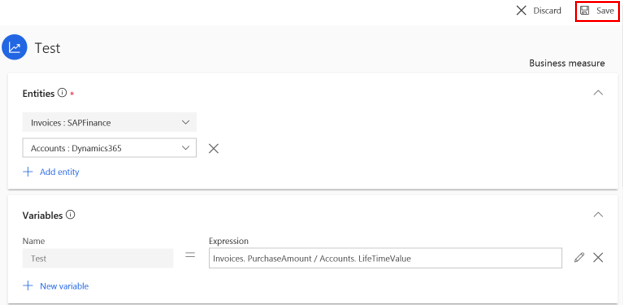 Discard Save
Test
Business measure
Entities *
Invoices : SAPFinance
Accounts : Dynamics365
Add entity
Variables
Name Expression
Test = Invoices. PurchaseAmount / Accounts. LifeTimeValue
New variable